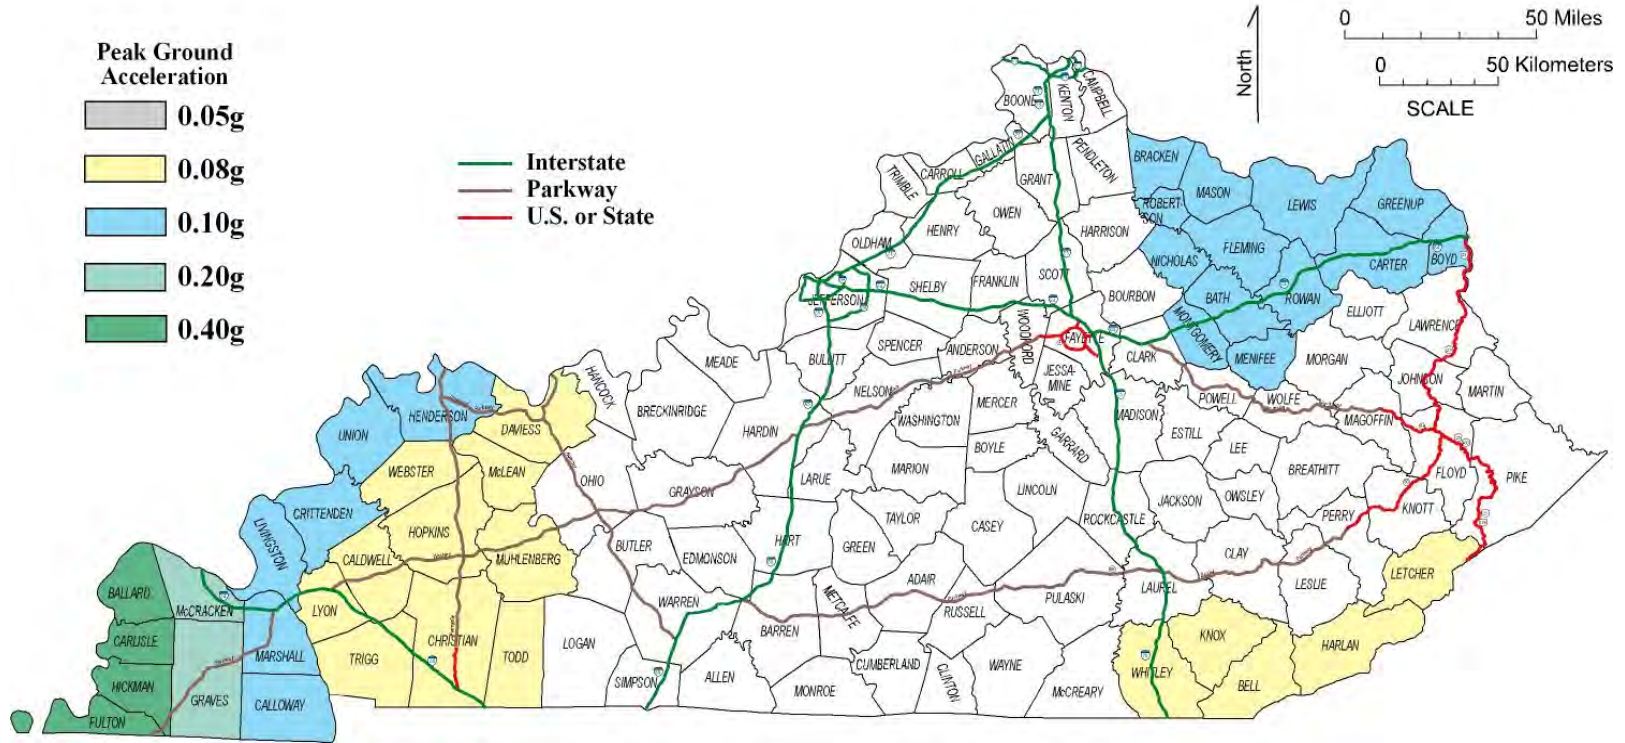 Peak Ground
Acceleration
0.05g
0.08g
0.10g
0.20g
0.40g
Interstate
Parkway
U.S. or State
North
0 50 Miles
0 50 Kilometers
SCALE
BOONE
KENTON
CAMPBELL
GALLATIN
PENDLETON
BRACKEN
CARROLL
TRIMBLE
GRANT
MASON
ROBERT-
SON
LEWIS
GREENUP
OWEN
HENRY
OLDHAM
HARRISON
FLEMING
NICHOLAS
CARTER
BOYD
SCOTT
FRANKLIN
SHELBY
JEFFERSON
BOURBON
BATH
ROWAN
ELLIOTT
LAWRENCE
MONTGOMERY
WOODFORD
FAYETTE
CLARK
MENIFEE
MORGAN
SPENCER
ANDERSON
BULLITT
MEADE
HANCOCK
JESSA-
MINE
JOHNSON
MARTIN
NELSON
MERCER
MADISON
POWELL
WOLFE
MAGOFFIN
BRECKINRIDGE
HENDERSON
UNION
DAVIESS
HARDIN
WASHINGTON
GARRARD
ESTILL
LEE
BOYLE
BREATHITT
FLOYD
PIKE
WEBSTER
McLEAN
OHIO
GRAYSON
LARUE
MARION
LINCOLN
JACKSON
OWSLEY
KNOTT
PERRY
CRITTENDEN
LIVINGSTON
HOPKINS
TAYLOR
CASEY
ROCKCASTLE
BUTLER
EDMONSON
HART
GREEN
CLAY
CALDWELL
MUHLENBERG
LESLIE
LETCHER
BALLARD
McCRACKEN
LYON
WARREN
METCALFE
ADAIR
RUSSELL
PULASKI
LAUREL
BARREN
CARLISLE
MARSHALL
TRIGG
CHRISTIAN
TODD
LOGAN
KNOX
HARLAN
HICKMAN
GRAVES
CALLOWAY
SIMPSON
ALLEN
MONROE
CUMBERLAND
CLINTON
WAYNE
McCREARY
WHITLEY
BELL
FULTON